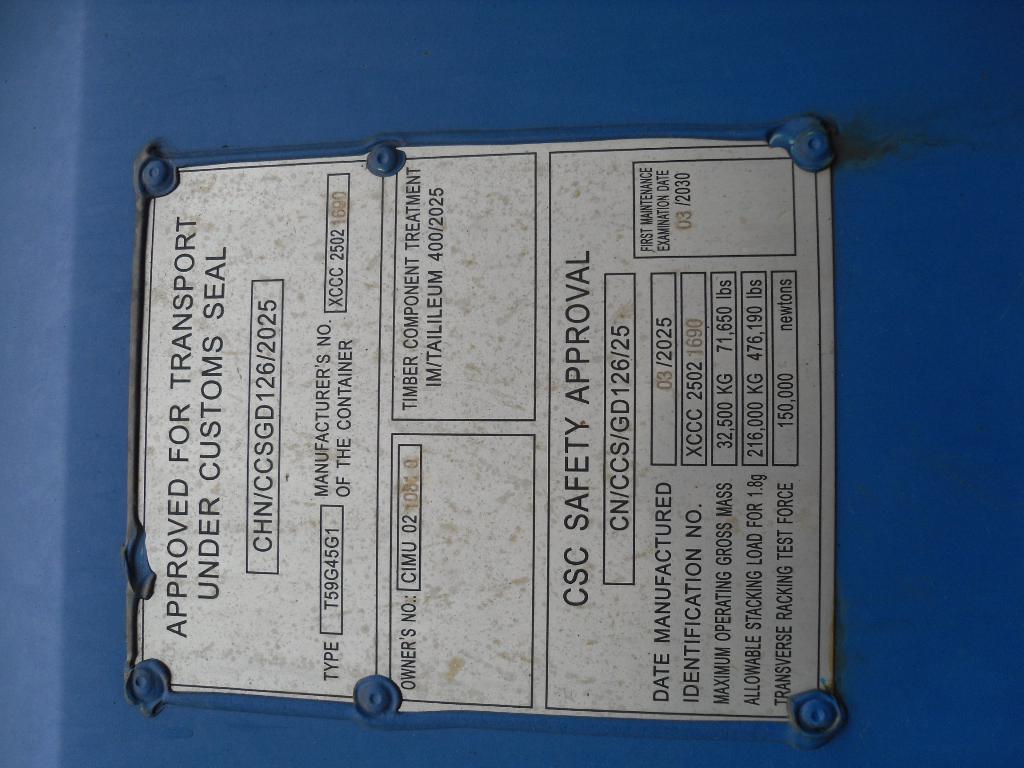 APPROVED FOR TRANSPORT
UNDER CUSTOMS SEAL
CHN/CCSGD126/2025
TYPE T59G45G1 MANUFACTURER'S NO. OF THE CONTAINER XCCC 2502 1690
OWNER'S NO.: CIMU 02
TIMBER COMPONENT TREATMENT
IM/TAILILEUM 400/2025
CSC SAFETY APPROVAL
CN/CCS/GD126/25
DATE MANUFACTURED 03 /2025
IDENTIFICATION NO. XCCC 2502 1690
MAXIMUM OPERATING GROSS MASS 32,500 KG 71,650 lbs
ALLOWABLE STACKING LOAD FOR 1.8g 216,000 KG 476,190 lbs
TRANSVERSE RACKING TEST FORCE 150,000 newtons
FIRST MAINTENANCE
EXAMINATION DATE
03 /2030